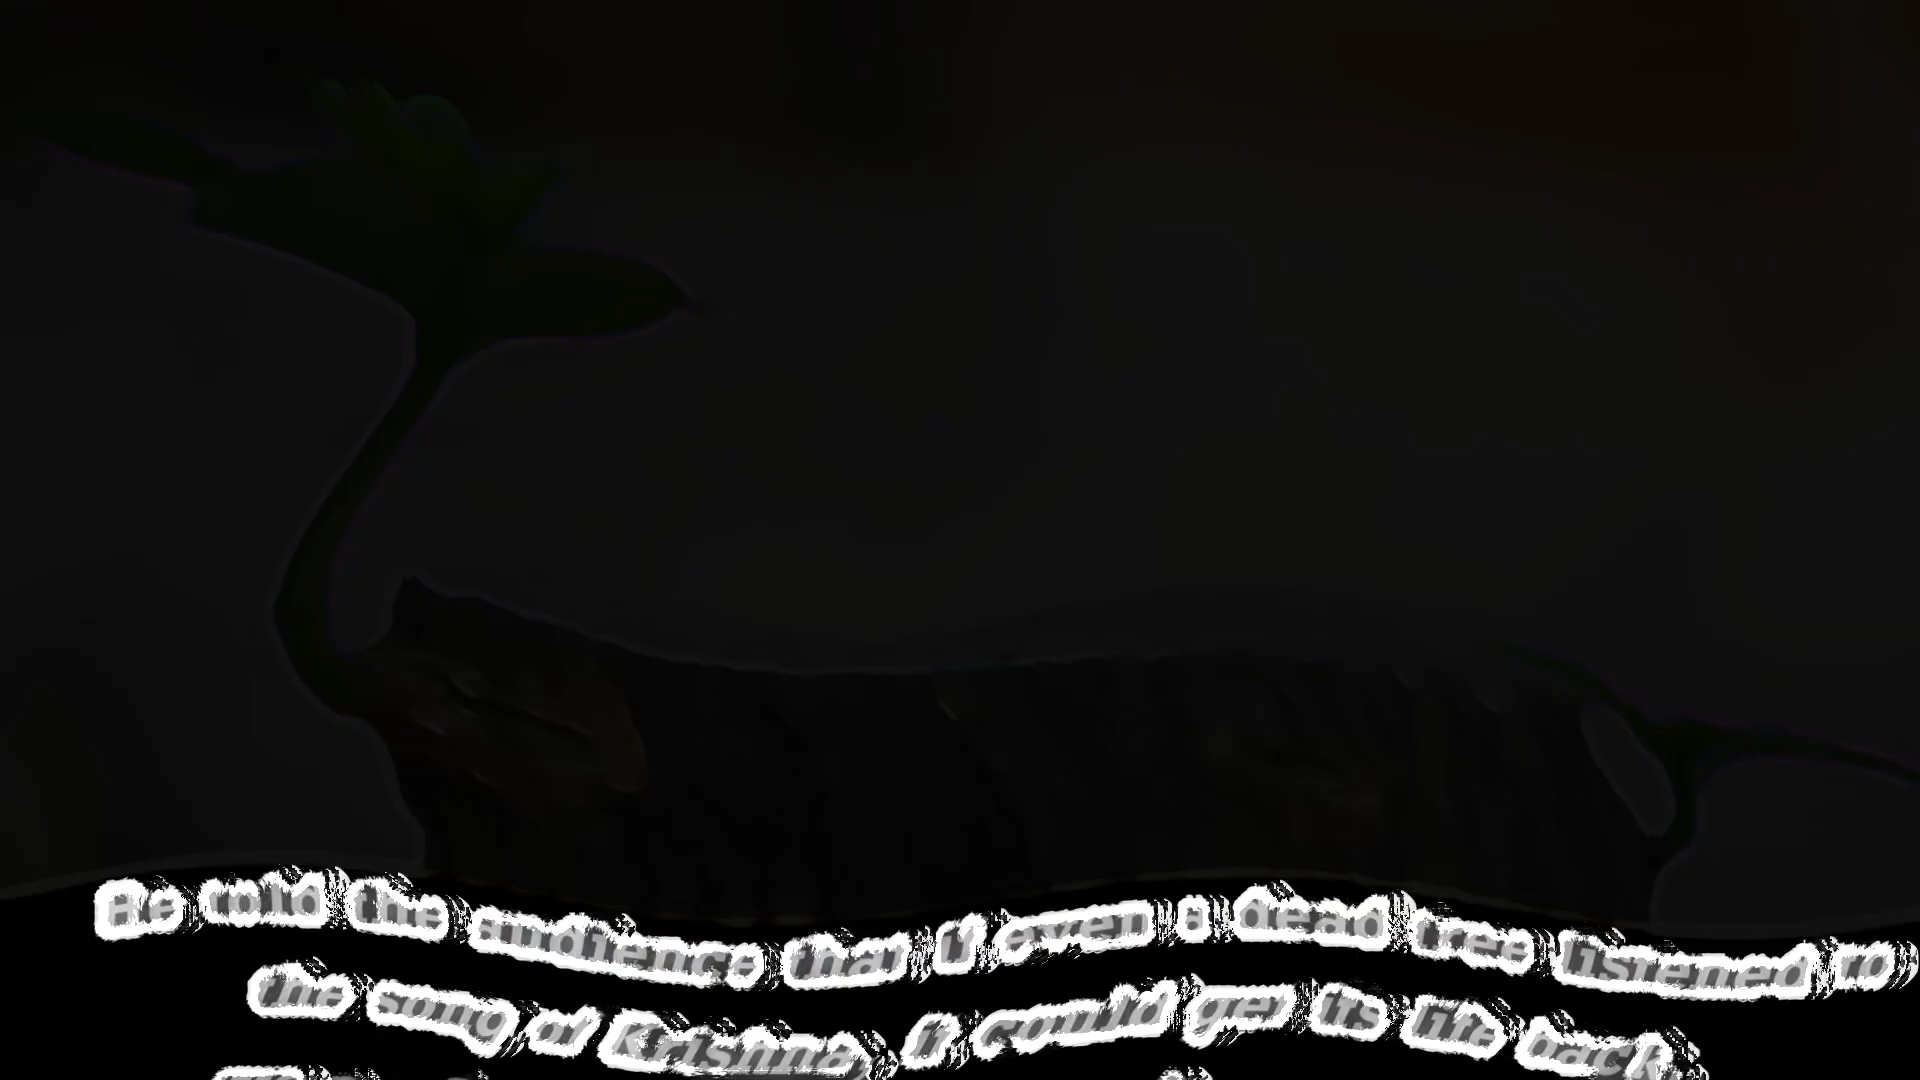 He told the audience that if even a dead tree listened to
the song of Krishna, it could get its life back